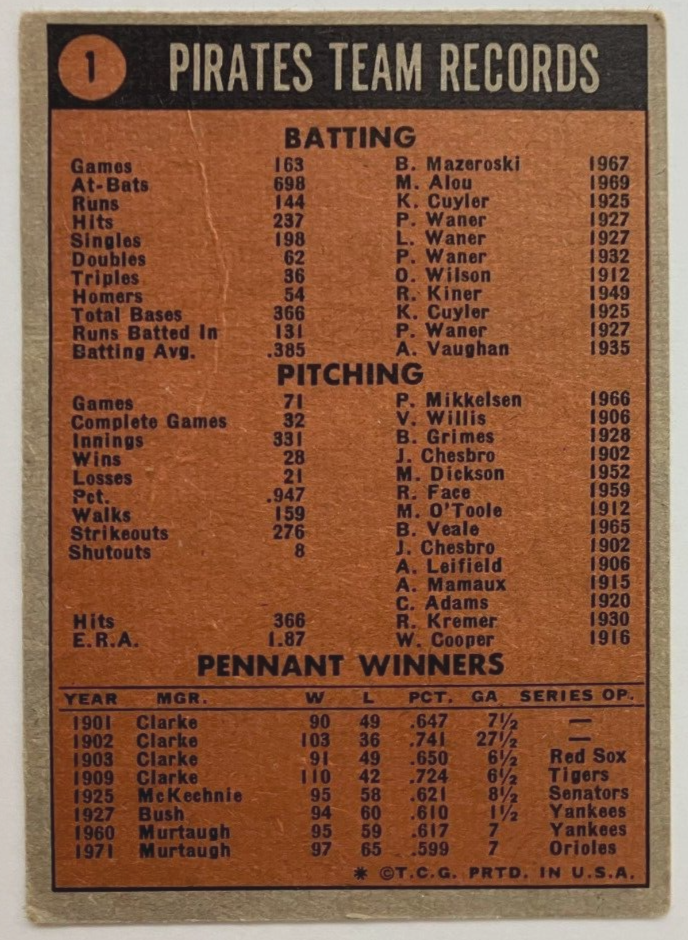 1 PIRATES TEAM RECORDS
BATTING
Games 163 B. Mazeroski 1967
At-Bats 698 M. Alou 1969
Runs 144 K. Cuyler 1925
Hits 237 P. Waner 1927
Singles 198 L. Waner 1927
Doubles 62 P. Waner 1932
Triples 36 O. Wilson 1912
Homers 54 R. Kiner 1949
Total Bases 366 K. Cuyler 1925
Runs Batted In 131 P. Waner 1927
Batting Avg. .385 A. Vaughan 1935
PITCHING
Games 71 P. Mikkelsen 1966
Complete Games 32 V. Willis 1906
Innings 331 B. Grimes 1928
Wins 28 J. Chesbro 1902
Losses 21 M. Dickson 1952
Pct. .947 R. Face 1959
Walks 159 M. O'Toole 1912
Strikeouts 276 B. Veale 1965
Shutouts 8 J. Chesbro 1902
A. Leifield 1906
A. Mamaux 1915
C. Adams 1920
Hits 366 R. Kremer 1930
E.R.A. 1.87 W. Cooper 1916
PENNANT WINNERS
YEAR MGR. W L PCT. GA SERIES OP.
1901 Clarke 90 49 .647 7½ —
1902 Clarke 103 36 .741 27½ —
1903 Clarke 91 49 .650 6½ Red Sox
1909 Clarke 110 42 .724 6½ Tigers
1925 McKechnie 95 58 .621 8½ Senators
1927 Bush 94 60 .610 1½ Yankees
1960 Murtaugh 95 59 .617 7 Yankees
1971 Murtaugh 97 65 .599 7 Orioles
* ©T.C.G. PRTD. IN U.S.A.